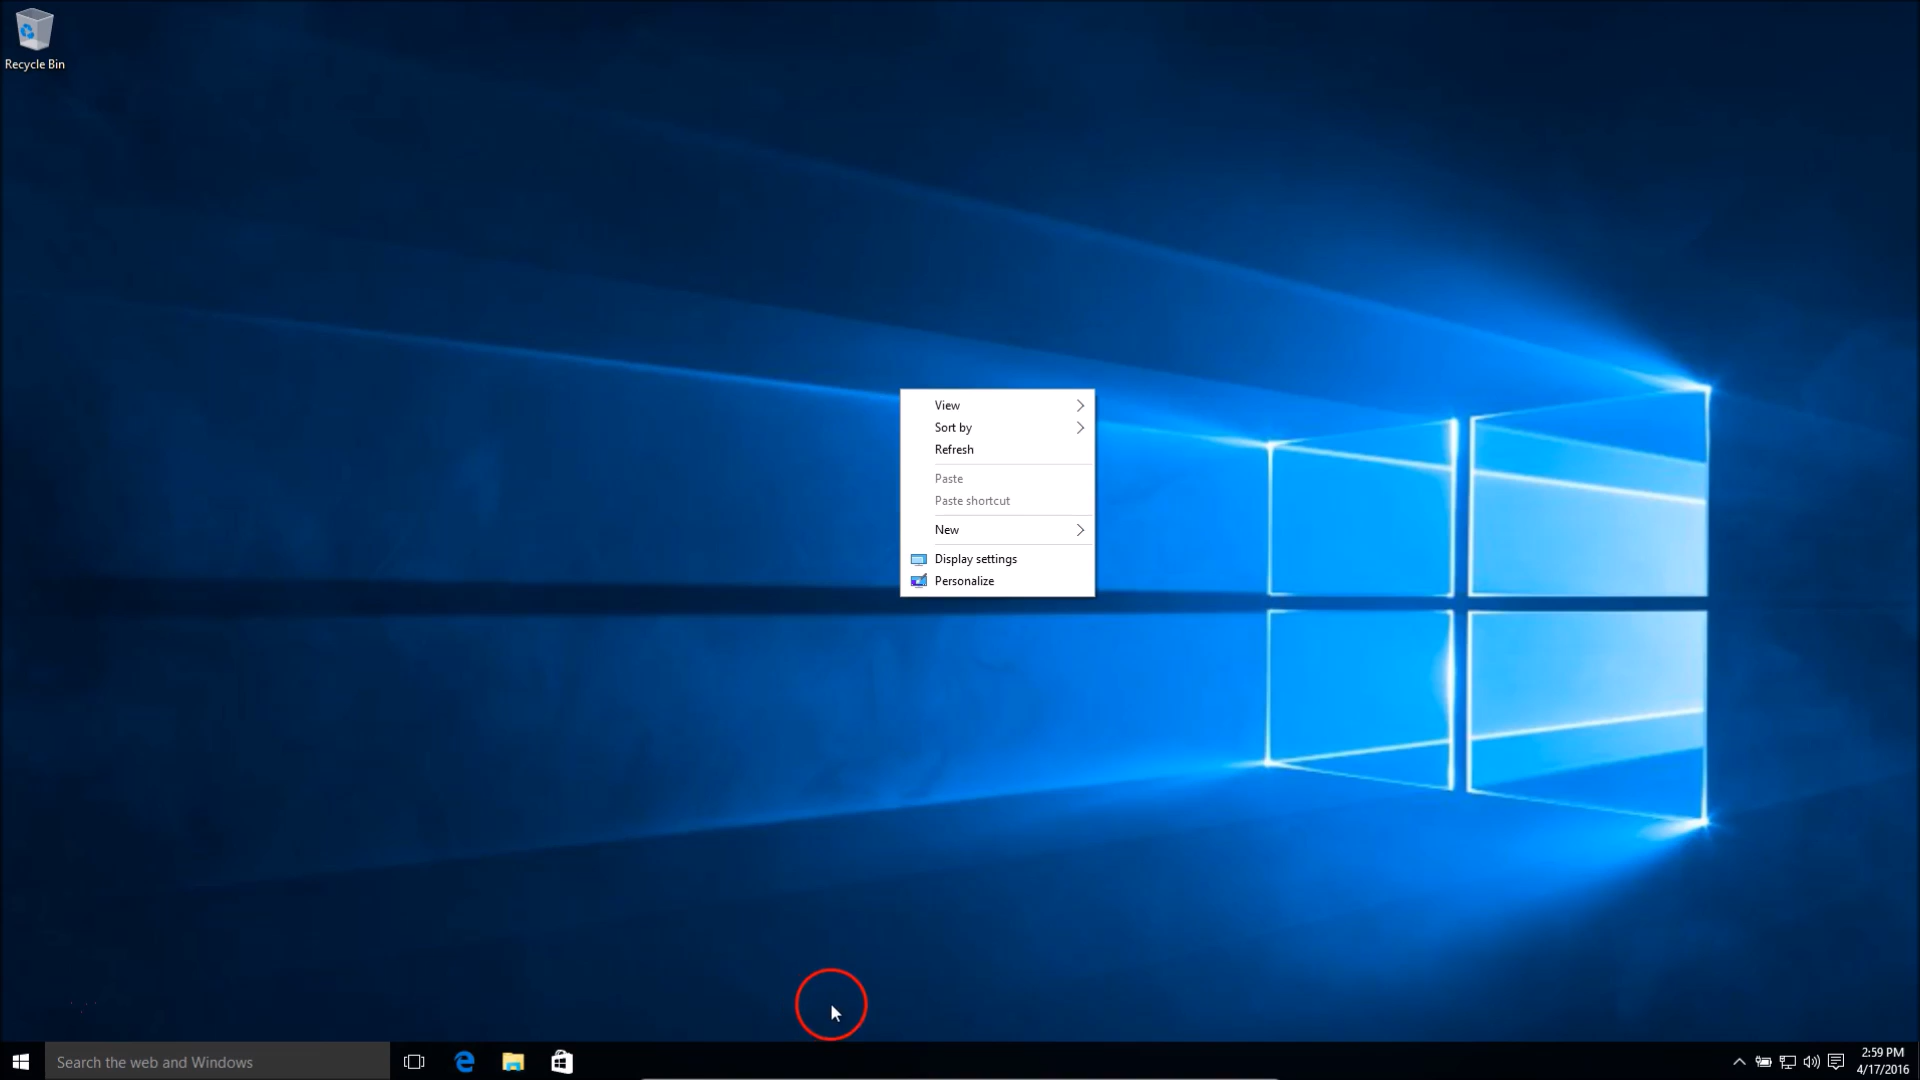 Recycle Bin
View
Sort by
Refresh
Paste
Paste shortcut
New
Display settings
Personalize
Search the web and Windows
2:59 PM
4/17/2016